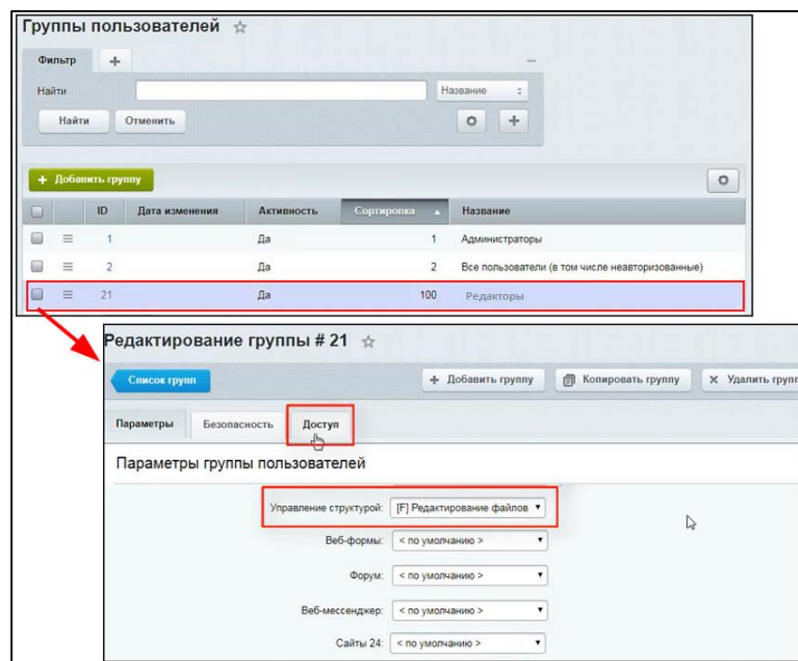 Группы пользователей
Фильтр
Найти Название
Найти Отменить
+ Добавить группу
ID Дата изменения Активность Сортировка Название
1 Да 1 Администраторы
2 Да 2 Все пользователи (в том числе неавторизованные)
21 Да 100 Редакторы
Редактирование группы # 21
Список групп + Добавить группу Копировать группу × Удалить групп
Параметры Безопасность Доступ
Параметры группы пользователей
Управление структурой: [F] Редактирование файлов
Веб-формы: < по умолчанию >
Форум: < по умолчанию >
Веб-мессенджер: < по умолчанию >
Сайты 24: < по умолчанию >